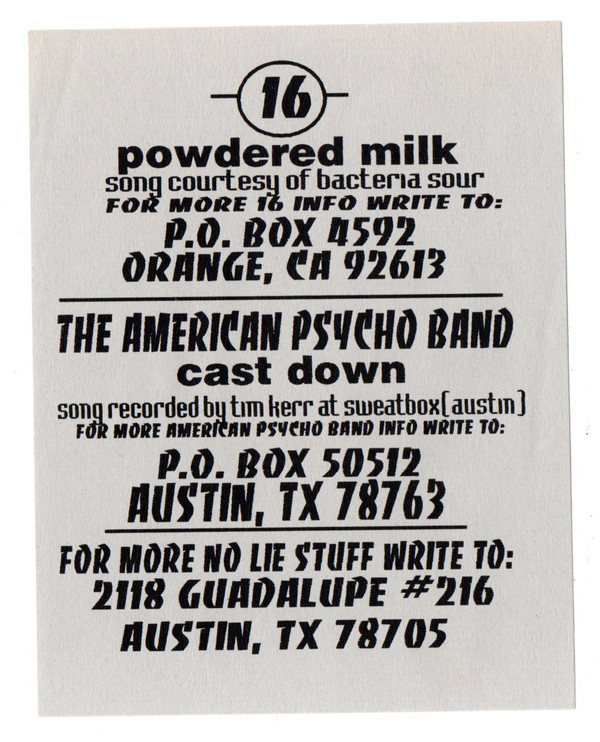 16
powdered milk
song courtesy of bacteria sour
FOR MORE 16 INFO WRITE TO:
P.O. BOX 4592
ORANGE, CA 92613
THE AMERICAN PSYCHO BAND
cast down
song recorded by tim kerr at sweatbox(austin)
FOR MORE AMERICAN PSYCHO BAND INFO WRITE TO:
P.O. BOX 50512
AUSTIN, TX 78763
FOR MORE NO LIE STUFF WRITE TO:
2118 GUADALUPE #216
AUSTIN, TX 78705